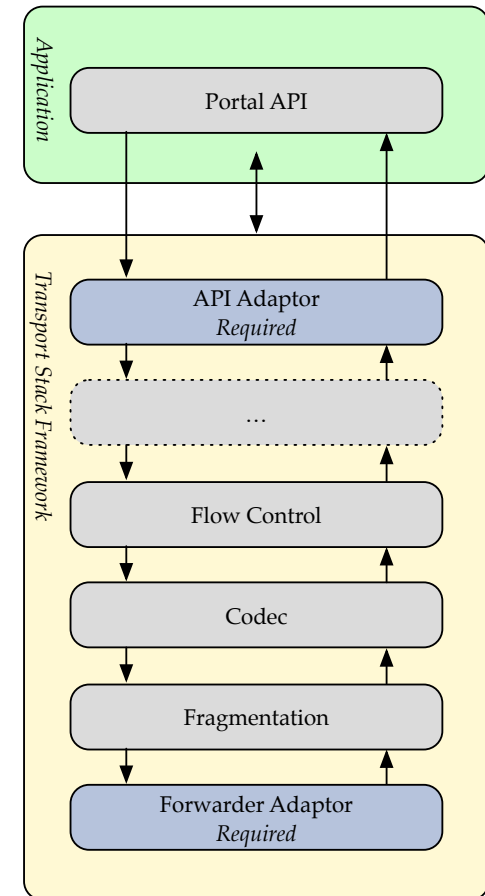 Application
Portal API
Transport Stack Framework
API Adaptor
Required
...
Flow Control
Codec
Fragmentation
Forwarder Adaptor
Required